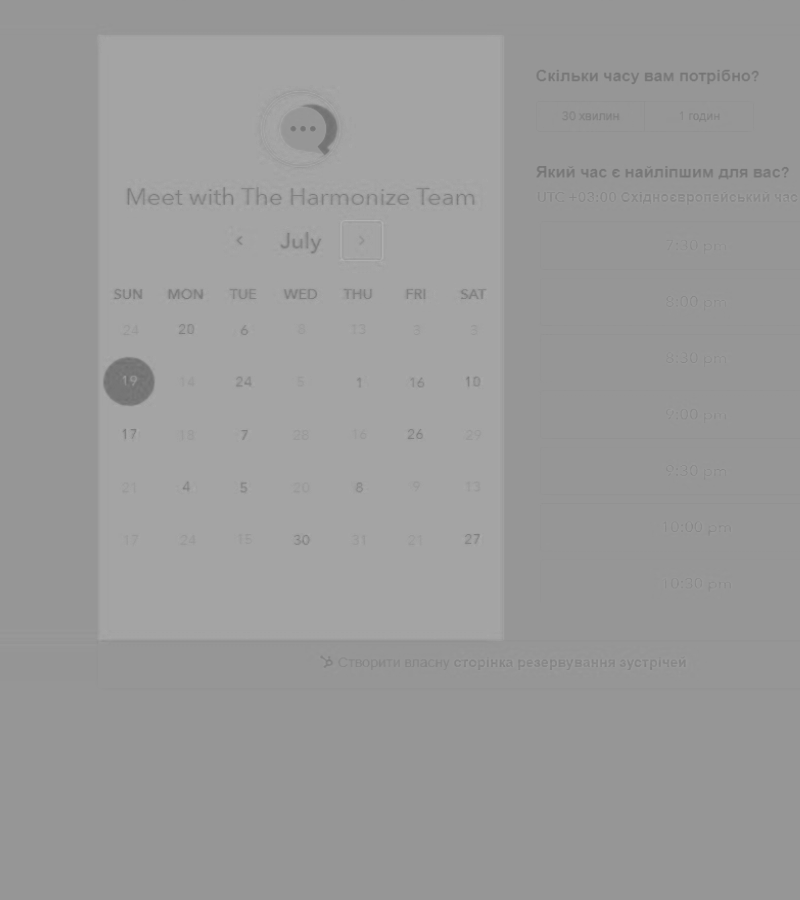 Meet with The Harmonize Team
July
SUN MON TUE WED THU FRI SAT
24 20 6 8 13 5 3
19 14 24 5 1 16 10
17 18 7 28 16 26 29
21 4 5 20 8 9 13
17 24 15 30 31 21 27
Скільки часу вам потрібно?
30 хвилин 1 годин
Який час є найліпшим для вас?
UTC +03:00 Східноєвропейський час
7:30 pm
8:00 pm
8:30 pm
9:00 pm
9:30 pm
10:00 pm
10:30 pm
Створити власну сторінка резервування зустрічей